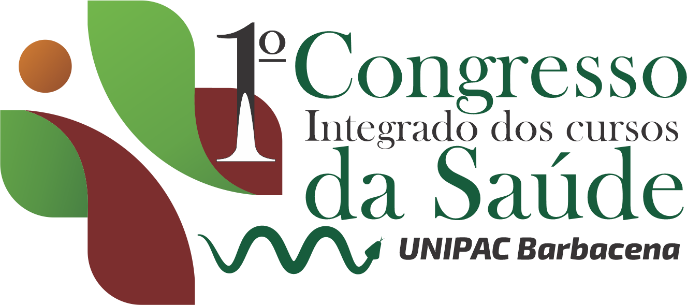 1º Congresso
Integrado dos cursos
da Saúde
UNIPAC Barbacena